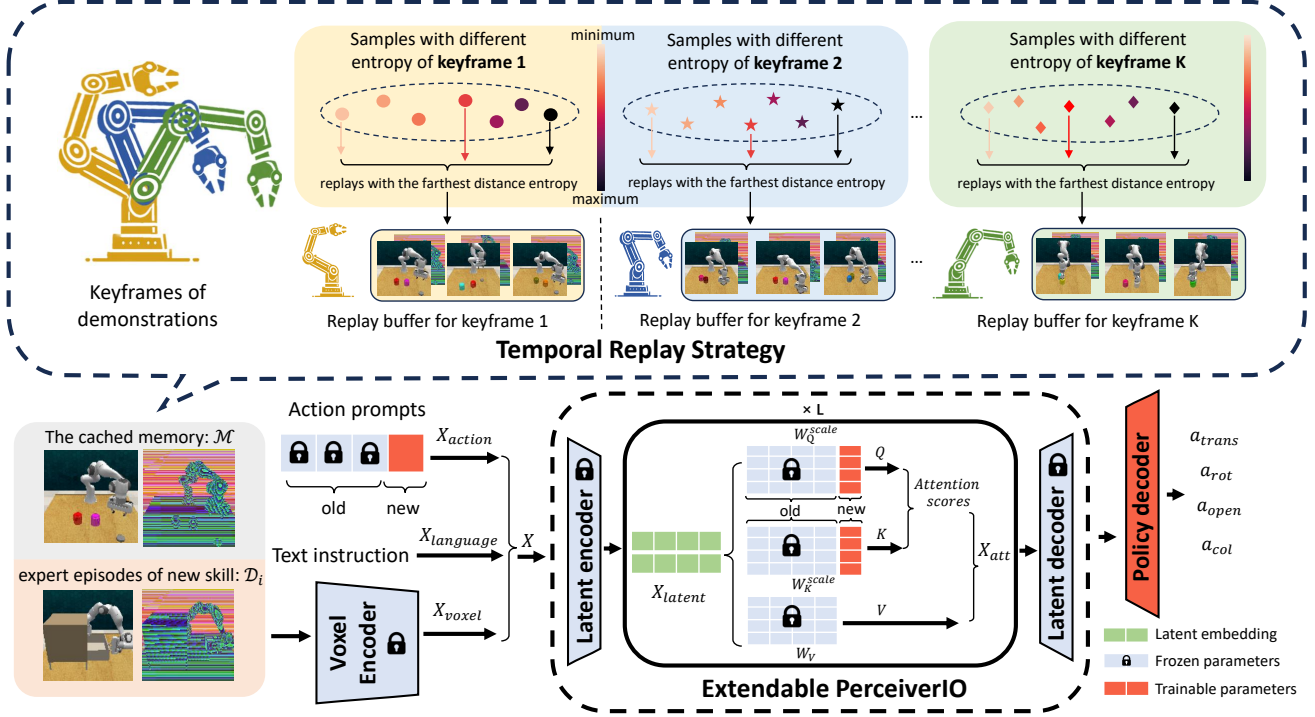 Samples with different
entropy of keyframe 1
minimum
maximum
Samples with different
entropy of keyframe 2
Samples with different
entropy of keyframe K
...
replays with the farthest distance entropy
replays with the farthest distance entropy
replays with the farthest distance entropy
...
Keyframes of
demonstrations
Replay buffer for keyframe 1
Replay buffer for keyframe 2
Replay buffer for keyframe K
Temporal Replay Strategy
The cached memory: ℳ
expert episodes of new skill: 𝒟_i
Action prompts
old
new
X_action
Text instruction
X_language
Voxel
Encoder
X_voxel
X
Latent encoder
X_latent
× L
W_Q^scale
Q
old
new
W_K^scale
K
W_V
V
Attention
scores
X_att
Latent decoder
Extendable PerceiverIO
Policy decoder
a_trans
a_rot
a_open
a_col
Latent embedding
Frozen parameters
Trainable parameters